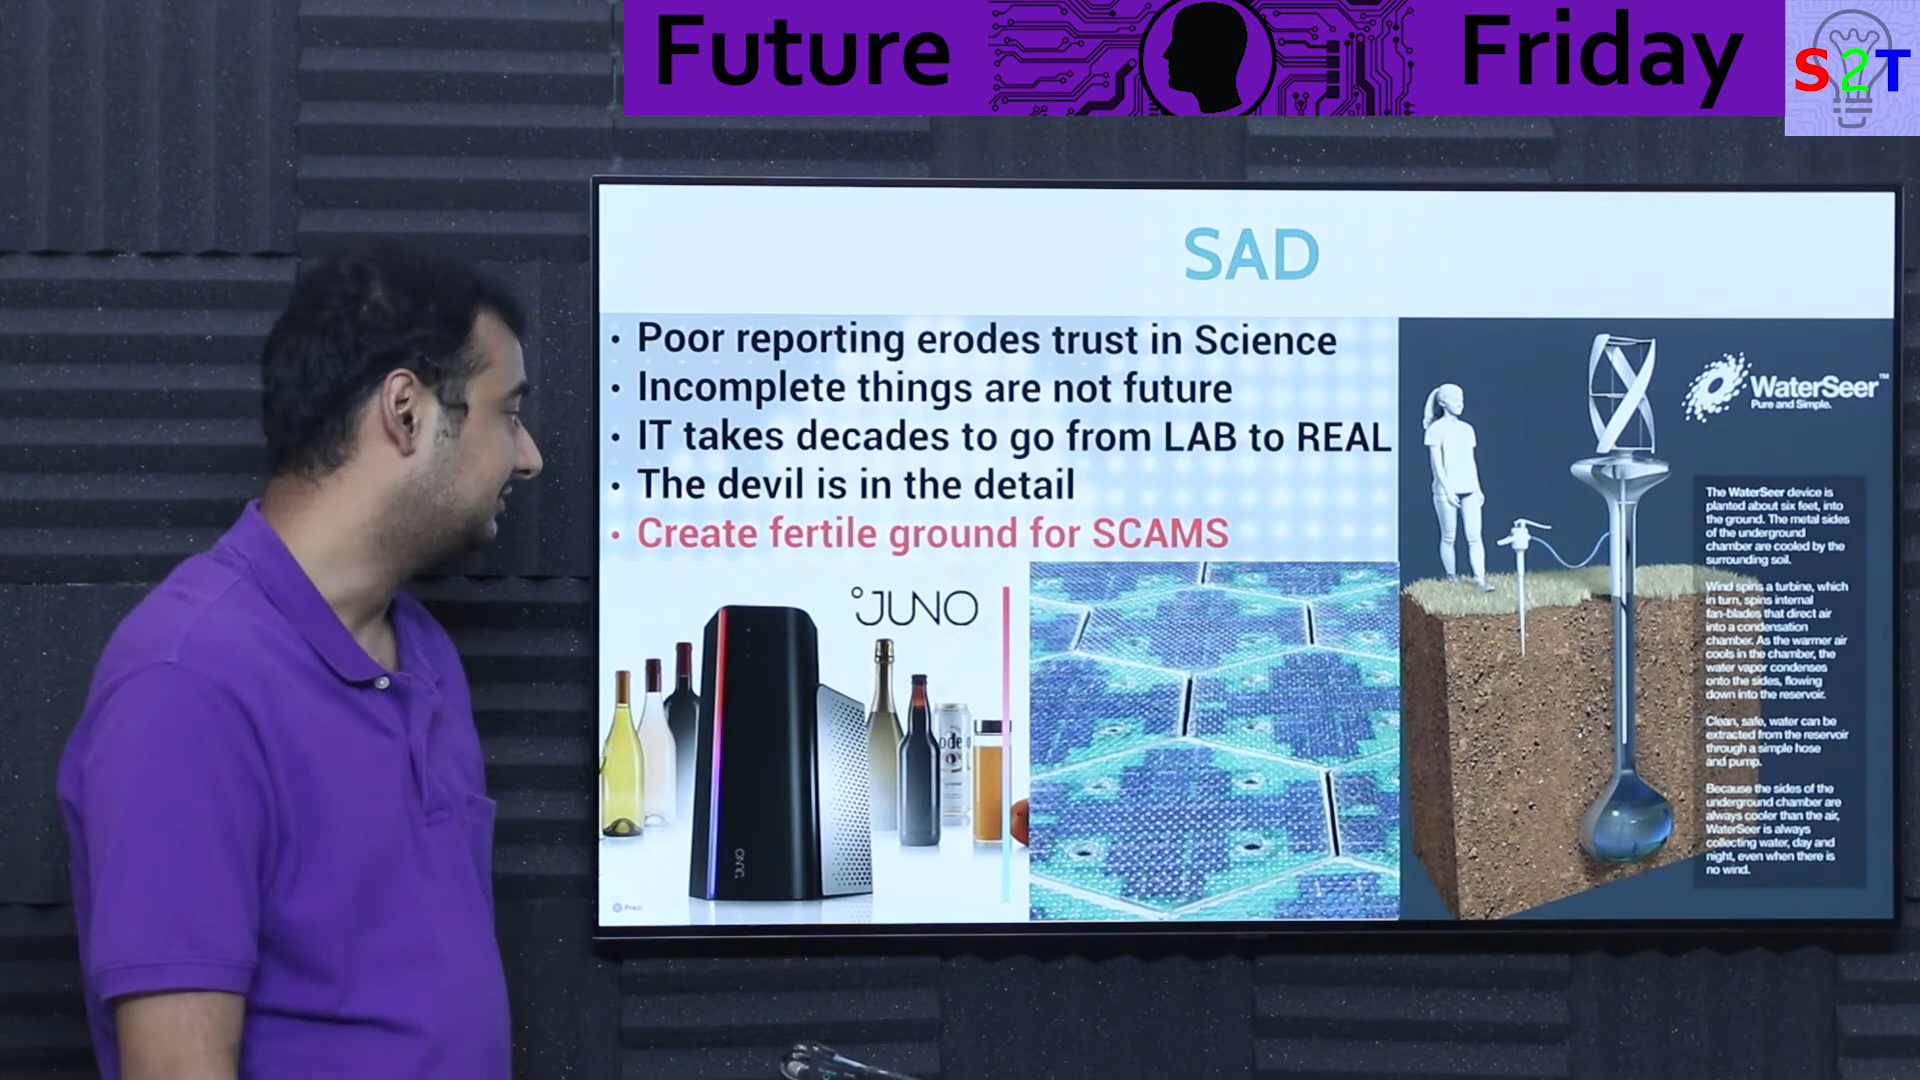 Future Friday
S2T
SAD
• Poor reporting erodes trust in Science
• Incomplete things are not future
• IT takes decades to go from LAB to REAL
• The devil is in the detail
• Create fertile ground for SCAMS
°JUNO
JUNO
Prezi
WaterSeer™
Pure and Simple.
The WaterSeer device is
planted about six feet, into
the ground. The metal sides
of the underground
chamber are cooled by the
surrounding soil.
Wind spins a turbine, which
in turn, spins internal
fan-blades that direct air
into a condensation
chamber. As the warmer air
cools in the chamber, the
water vapor condenses
onto the sides, flowing
down into the reservoir.
Clean, safe, water can be
extracted from the reservoir
through a simple hose
and pump.
Because the sides of the
underground chamber are
always cooler than the air,
WaterSeer is always
collecting water, day and
night, even when there is
no wind.